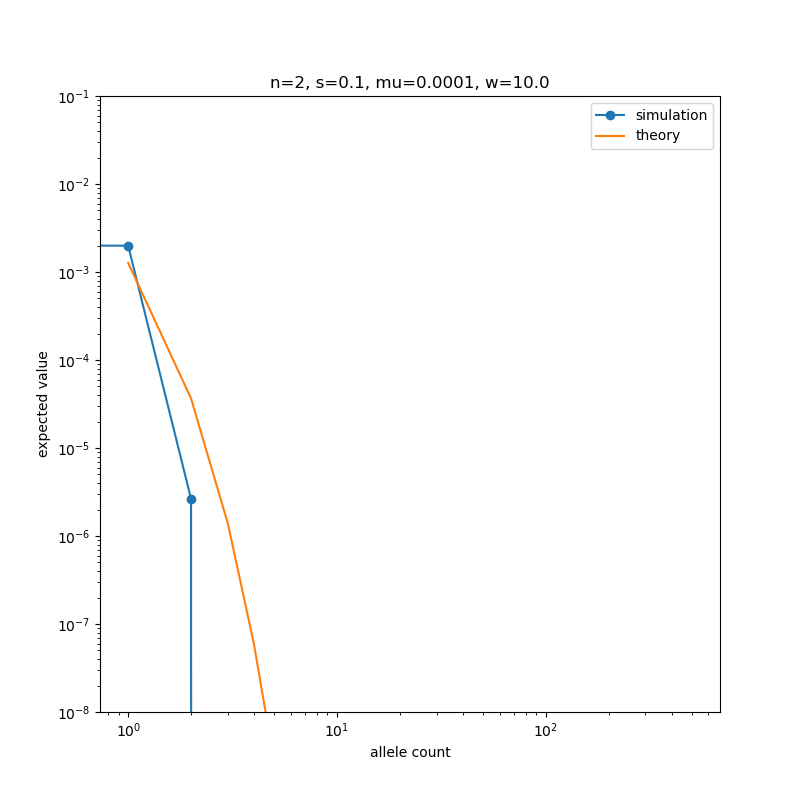 n=2, s=0.1, mu=0.0001, w=10.0
simulation
theory
10⁻¹
10⁻²
10⁻³
10⁻⁴
10⁻⁵
10⁻⁶
10⁻⁷
10⁻⁸
expected value
10⁰ 10¹ 10²
allele count